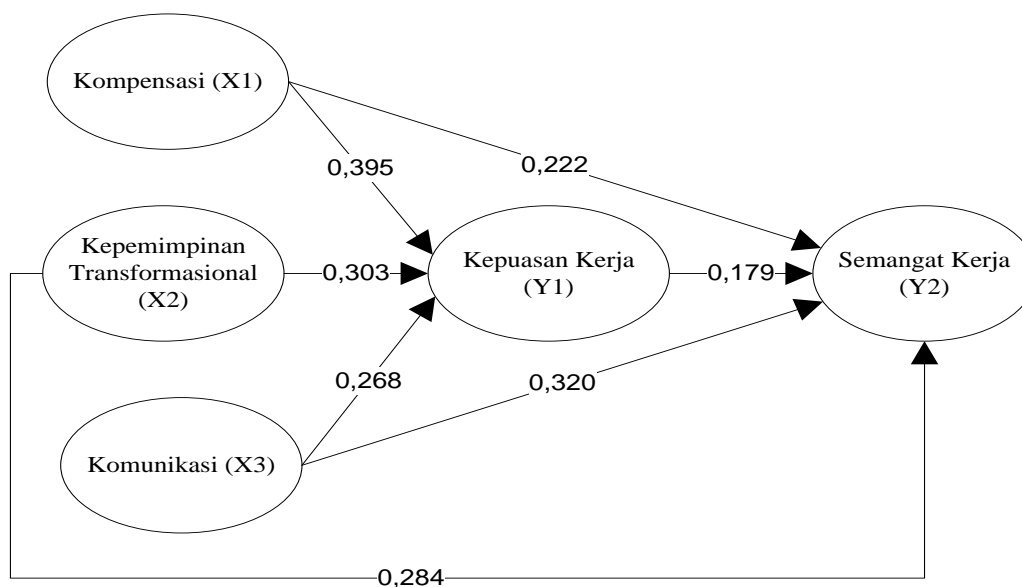 Kompensasi (X1)
0,395
0,222
Kepemimpinan
Transformasional
(X2)
0,303
Kepuasan Kerja
(Y1)
0,179
Semangat Kerja
(Y2)
0,268
0,320
Komunikasi (X3)
0,284